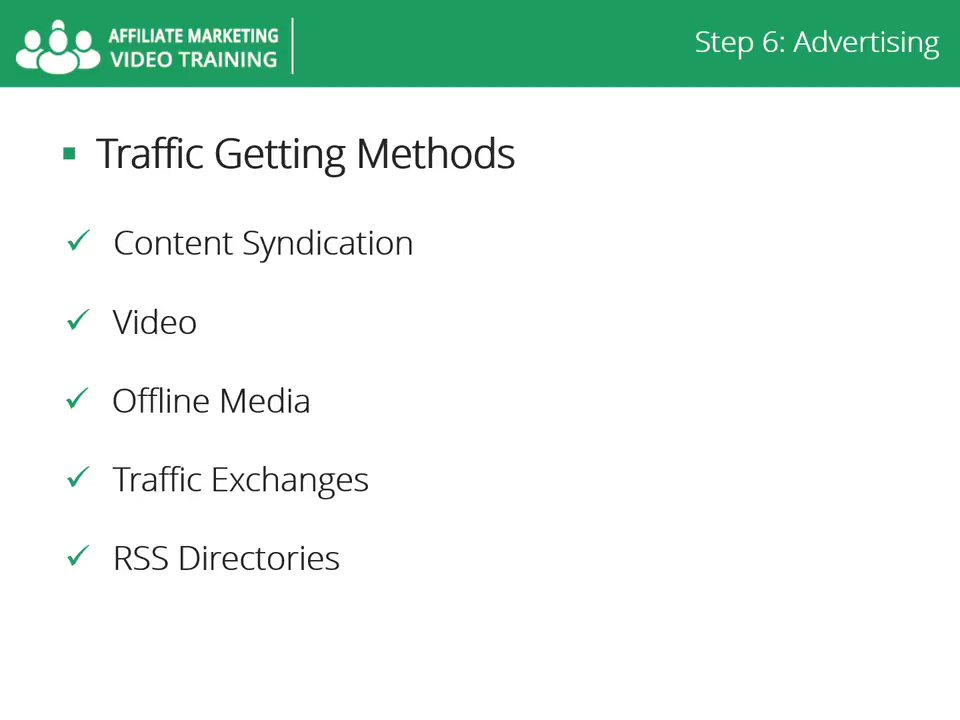 AFFILIATE MARKETING
VIDEO TRAINING
Step 6: Advertising
Traffic Getting Methods
Content Syndication
Video
Offline Media
Traffic Exchanges
RSS Directories